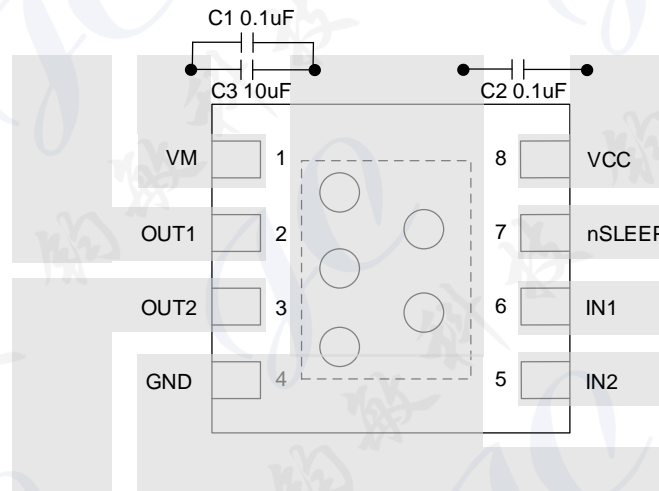 C1 0.1uF
C3 10uF
C2 0.1uF
VM 1
8 VCC
OUT1 2
7 nSLEEP
OUT2 3
6 IN1
GND 4
5 IN2